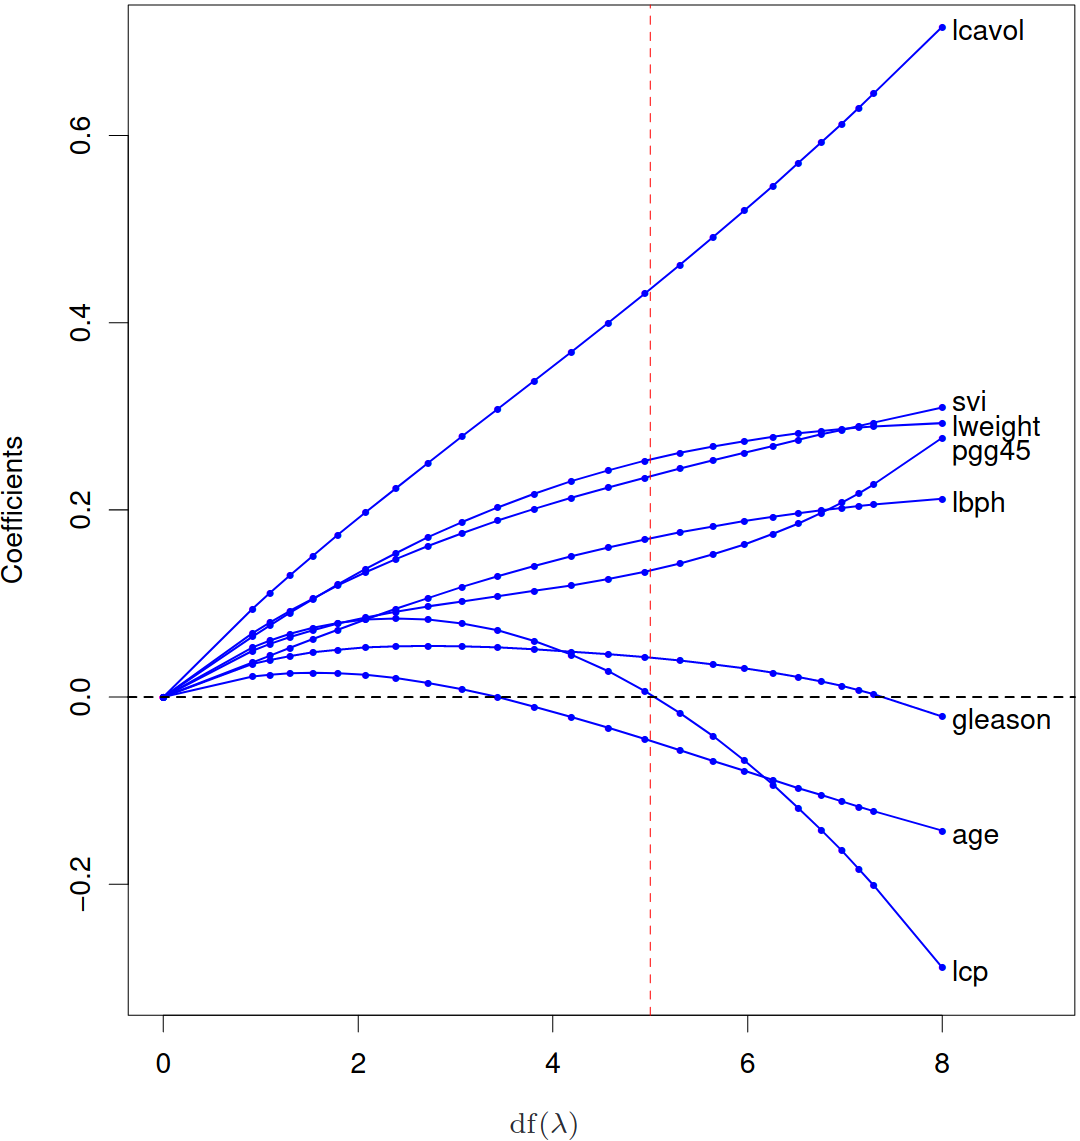 Coefficients
0.6
0.4
0.2
0.0
−0.2
lcavol
svi
lweight
pgg45
lbph
gleason
age
lcp
0 2 4 6 8
df(λ)